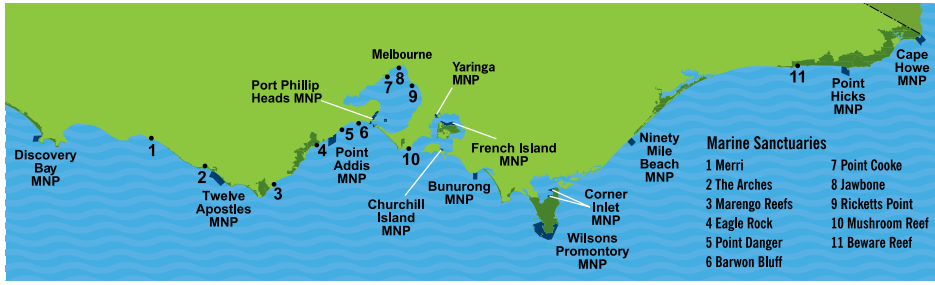 Melbourne
Cape
Howe
MNP
Yaringa
MNP
7
8
9
11
Port Phillip
Heads MNP
Point
Hicks
MNP
1
5
6
French Island
MNP
Ninety
Mile
Beach
MNP
Discovery
Bay
MNP
2
4
Point
Addis
MNP
10
3
Twelve
Apostles
MNP
Churchill
Island
MNP
Bunurong
MNP
Corner
Inlet
MNP
Wilsons
Promontory
MNP
Marine Sanctuaries
1 Merri
2 The Arches
3 Marengo Reefs
4 Eagle Rock
5 Point Danger
6 Barwon Bluff
7 Point Cooke
8 Jawbone
9 Ricketts Point
10 Mushroom Reef
11 Beware Reef